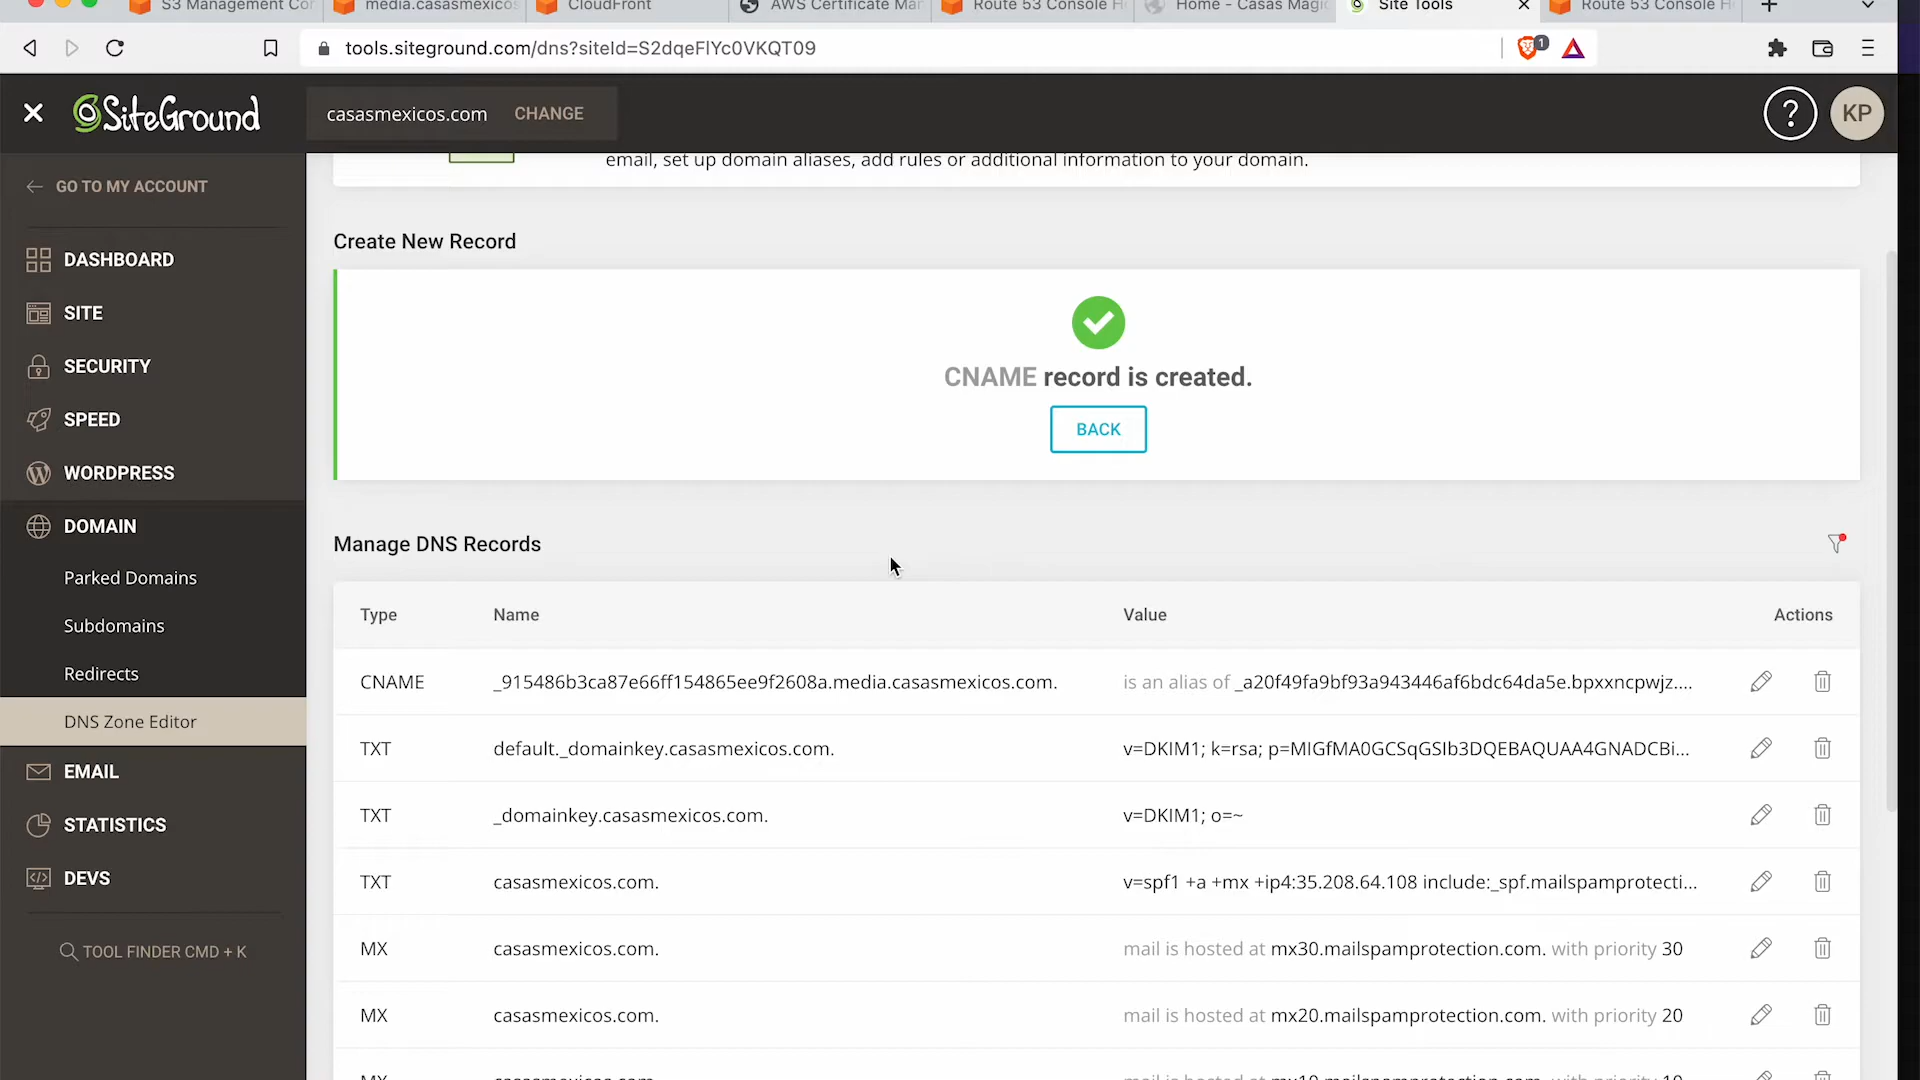 S3 Management Con
media.casasmexicos
CloudFront
AWS Certificate Man
Route 53 Console H
Home - Casas Magic
Site Tools
Route 53 Console H
tools.siteground.com/dns?siteId=S2dqeFlYc0VKQT09
1
SiteGround
casasmexicos.com CHANGE
?
KP
email, set up domain aliases, add rules or additional information to your domain.
GO TO MY ACCOUNT
DASHBOARD
SITE
SECURITY
SPEED
WORDPRESS
DOMAIN
Parked Domains
Subdomains
Redirects
DNS Zone Editor
EMAIL
STATISTICS
DEVS
TOOL FINDER CMD + K
Create New Record
CNAME record is created.
BACK
Manage DNS Records
Type Name Value Actions
CNAME _915486b3ca87e66ff154865ee9f2608a.media.casasmexicos.com. is an alias of _a20f49fa9bf93a943446af6bdc64da5e.bpxxncpwjz....
TXT default._domainkey.casasmexicos.com. v=DKIM1; k=rsa; p=MIGfMA0GCSqGSIb3DQEBAQUAA4GNADCBi...
TXT _domainkey.casasmexicos.com. v=DKIM1; o=~
TXT casasmexicos.com. v=spf1 +a +mx +ip4:35.208.64.108 include:_spf.mailspamprotecti...
MX casasmexicos.com. mail is hosted at mx30.mailspamprotection.com. with priority 30
MX casasmexicos.com. mail is hosted at mx20.mailspamprotection.com. with priority 20
MX casasmexicos.com. mail is hosted at mx10.mailspamprotection.com. with priority 10